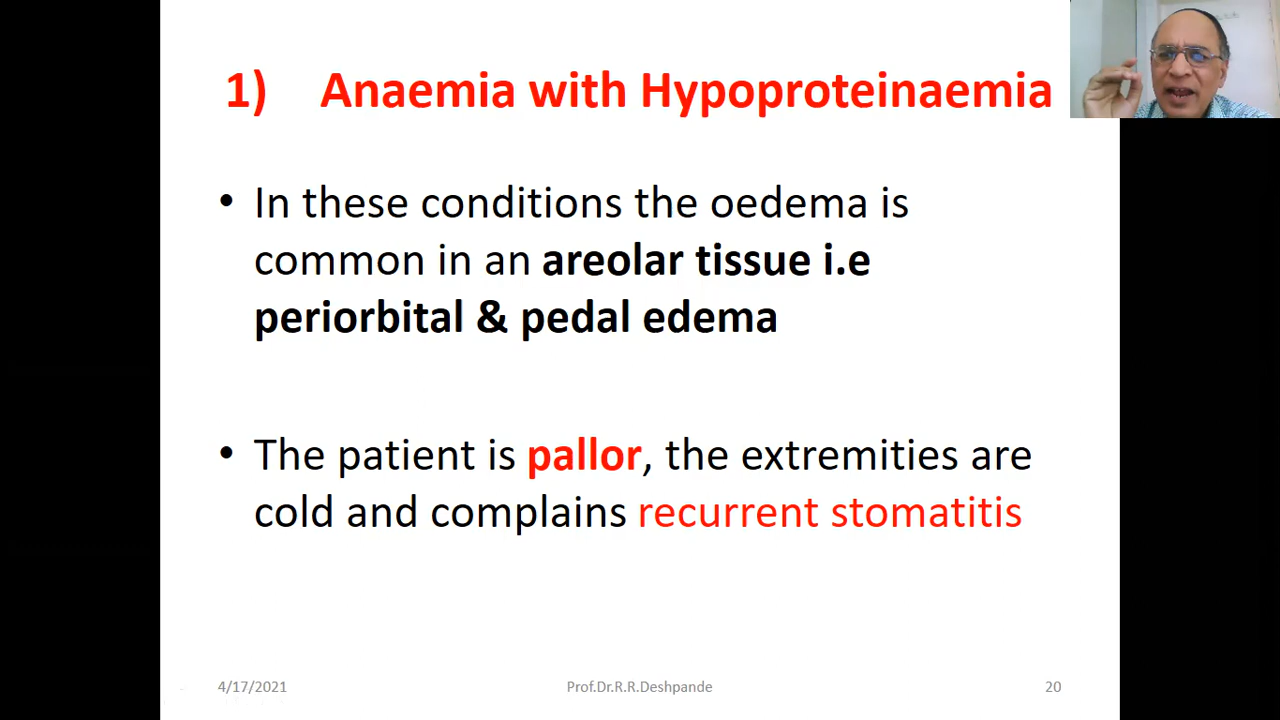 1) Anaemia with Hypoproteinaemia
• In these conditions the oedema is
common in an areolar tissue i.e
periorbital & pedal edema
• The patient is pallor, the extremities are
cold and complains recurrent stomatitis
4/17/2021
Prof.Dr.R.R.Deshpande
20